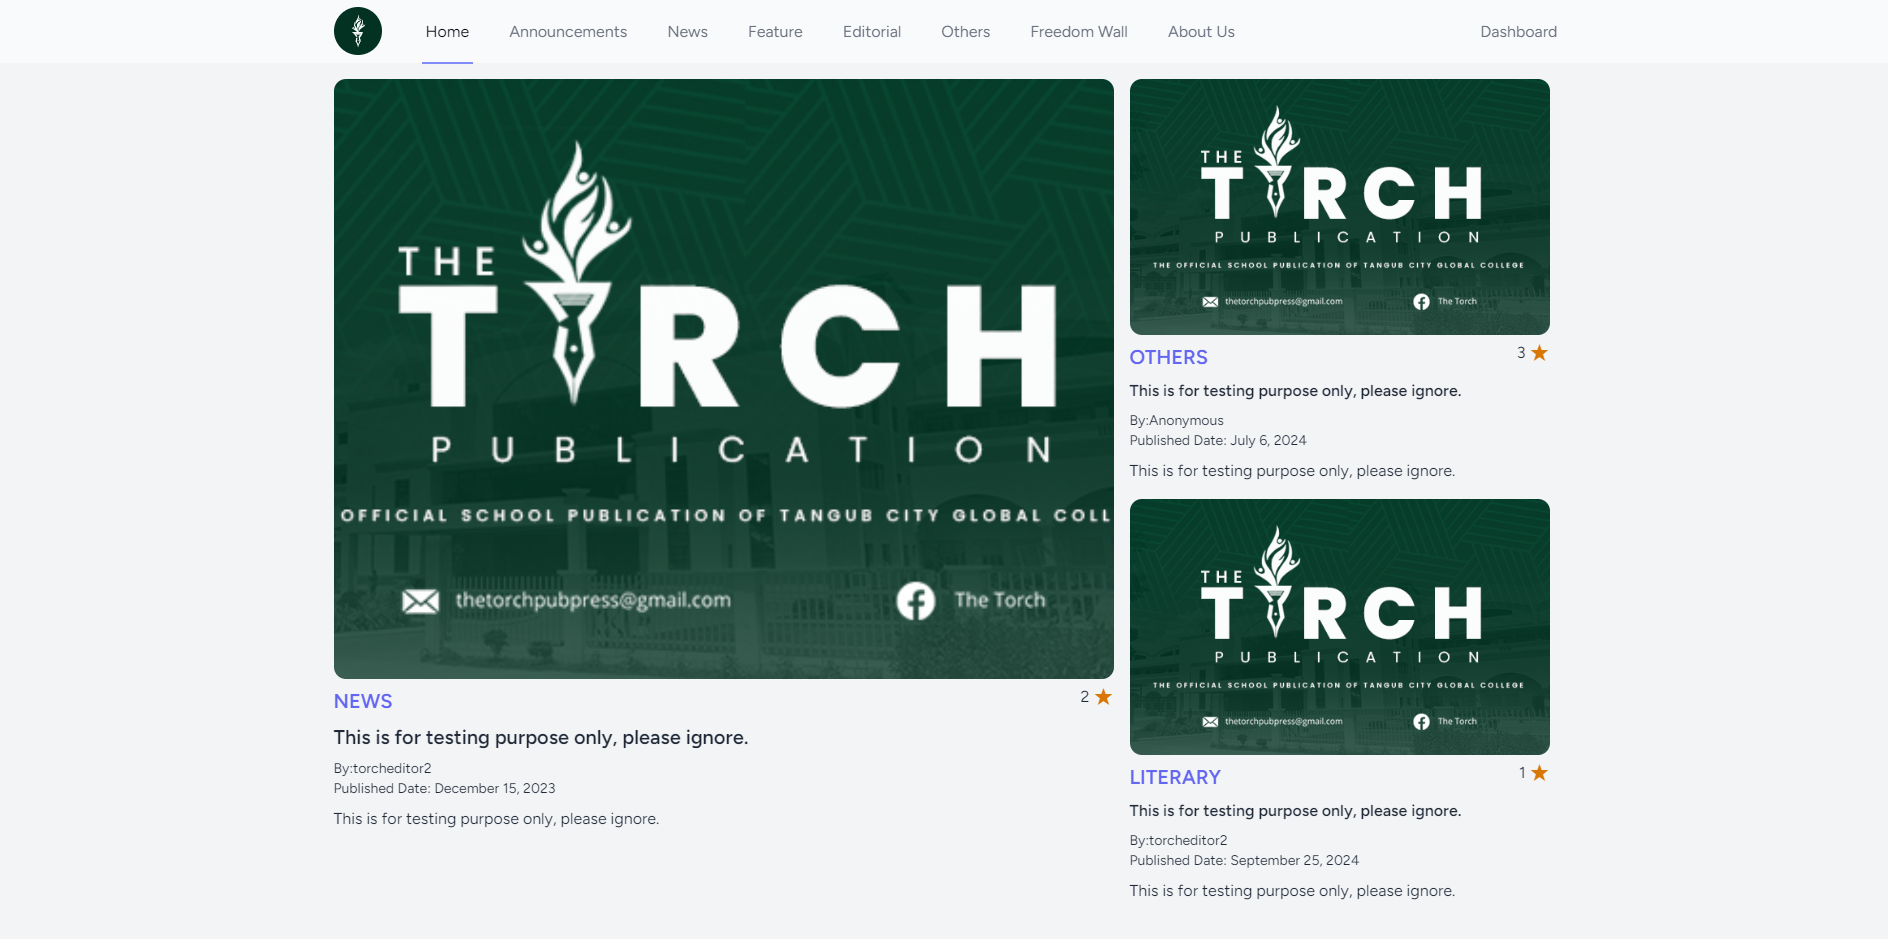 Home Announcements News Feature Editorial Others Freedom Wall About Us Dashboard
THE
T RCH
PUBLICATION
OFFICIAL SCHOOL PUBLICATION OF TANGUB CITY GLOBAL COLL
thetorchpubpress@gmail.com The Torch
NEWS 2
This is for testing purpose only, please ignore.
By:torcheditor2
Published Date: December 15, 2023
This is for testing purpose only, please ignore.
THE
T RCH
PUBLICATION
THE OFFICIAL SCHOOL PUBLICATION OF TANGUB CITY GLOBAL COLLEGE
thetorchpubpress@gmail.com The Torch
OTHERS 3
This is for testing purpose only, please ignore.
By:Anonymous
Published Date: July 6, 2024
This is for testing purpose only, please ignore.
THE
T RCH
PUBLICATION
THE OFFICIAL SCHOOL PUBLICATION OF TANGUB CITY GLOBAL COLLEGE
thetorchpubpress@gmail.com The Torch
LITERARY 1
This is for testing purpose only, please ignore.
By:torcheditor2
Published Date: September 25, 2024
This is for testing purpose only, please ignore.